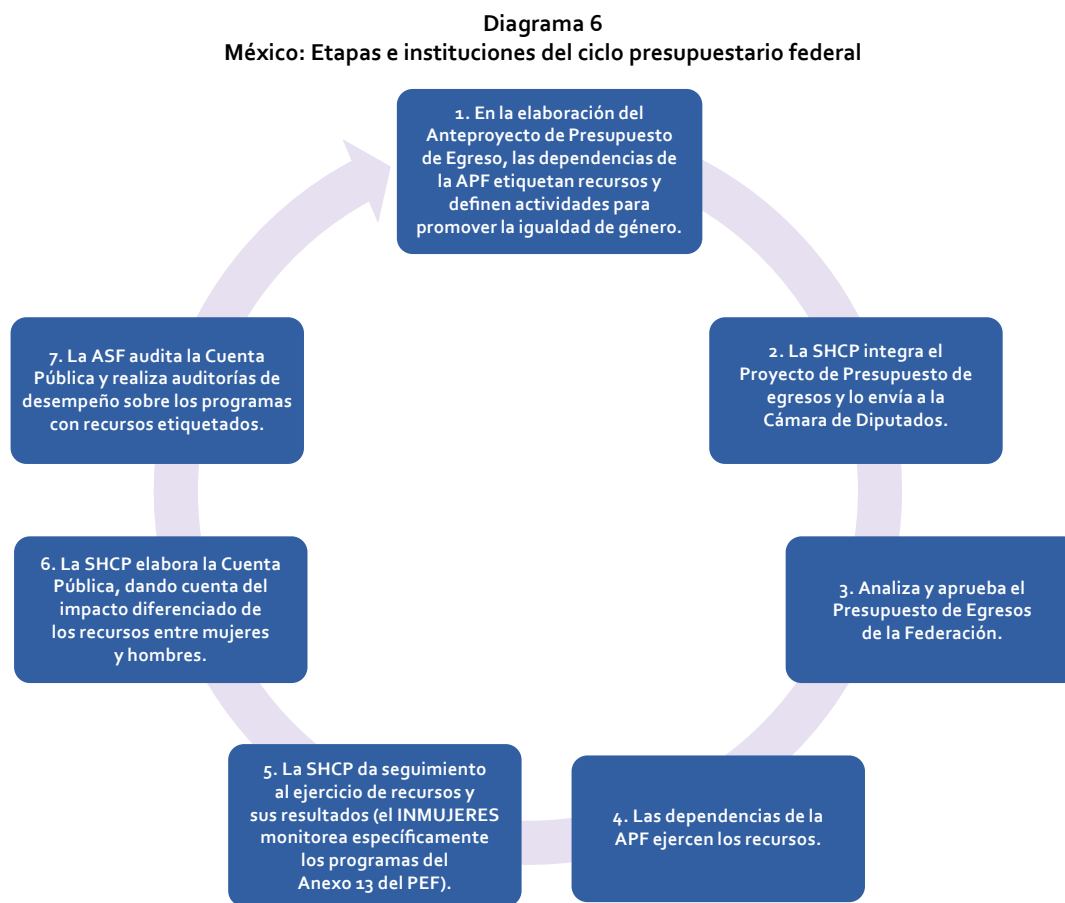 Diagrama 6
México: Etapas e instituciones del ciclo presupuestario federal
1. En la elaboración del
Anteproyecto de Presupuesto
de Egreso, las dependencias de
la APF etiquetan recursos y
definen actividades para
promover la igualdad de género.
2. La SHCP integra el
Proyecto de Presupuesto de
egresos y lo envía a la
Cámara de Diputados.
3. Analiza y aprueba el
Presupuesto de Egresos
de la Federación.
4. Las dependencias de la
APF ejercen los recursos.
5. La SHCP da seguimiento
al ejercicio de recursos y
sus resultados (el INMUJERES
monitorea específicamente
los programas del
Anexo 13 del PEF).
6. La SHCP elabora la Cuenta
Pública, dando cuenta del
impacto diferenciado de
los recursos entre mujeres
y hombres.
7. La ASF audita la Cuenta
Pública y realiza auditorías de
desempeño sobre los programas
con recursos etiquetados.